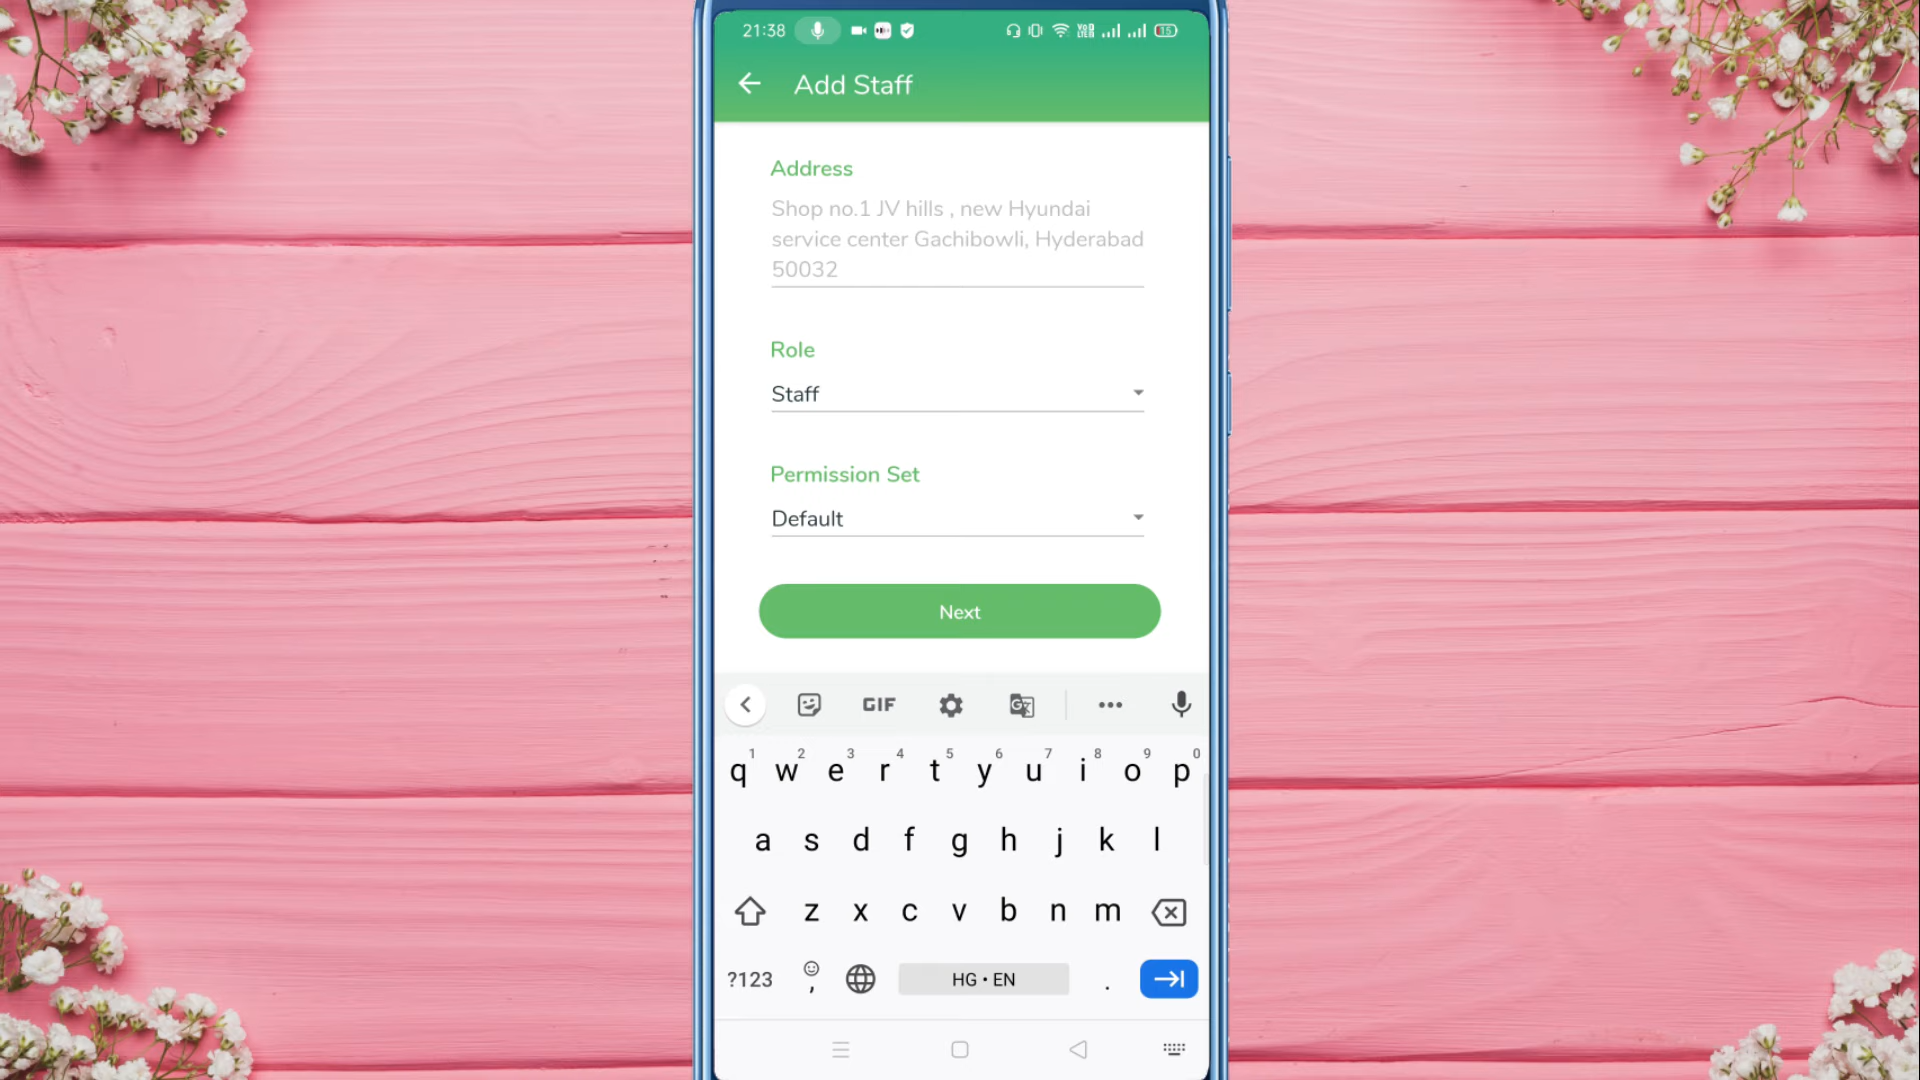 21:38
15
Add Staff
Address
Shop no.1 JV hills , new Hyundai
service center Gachibowli, Hyderabad
50032
Role
Staff
Permission Set
Default
Next
GIF
1 2 3 4 5 6 7 8 9 0
q w e r t y u i o p
a s d f g h j k l
z x c v b n m
?123 , HG • EN .